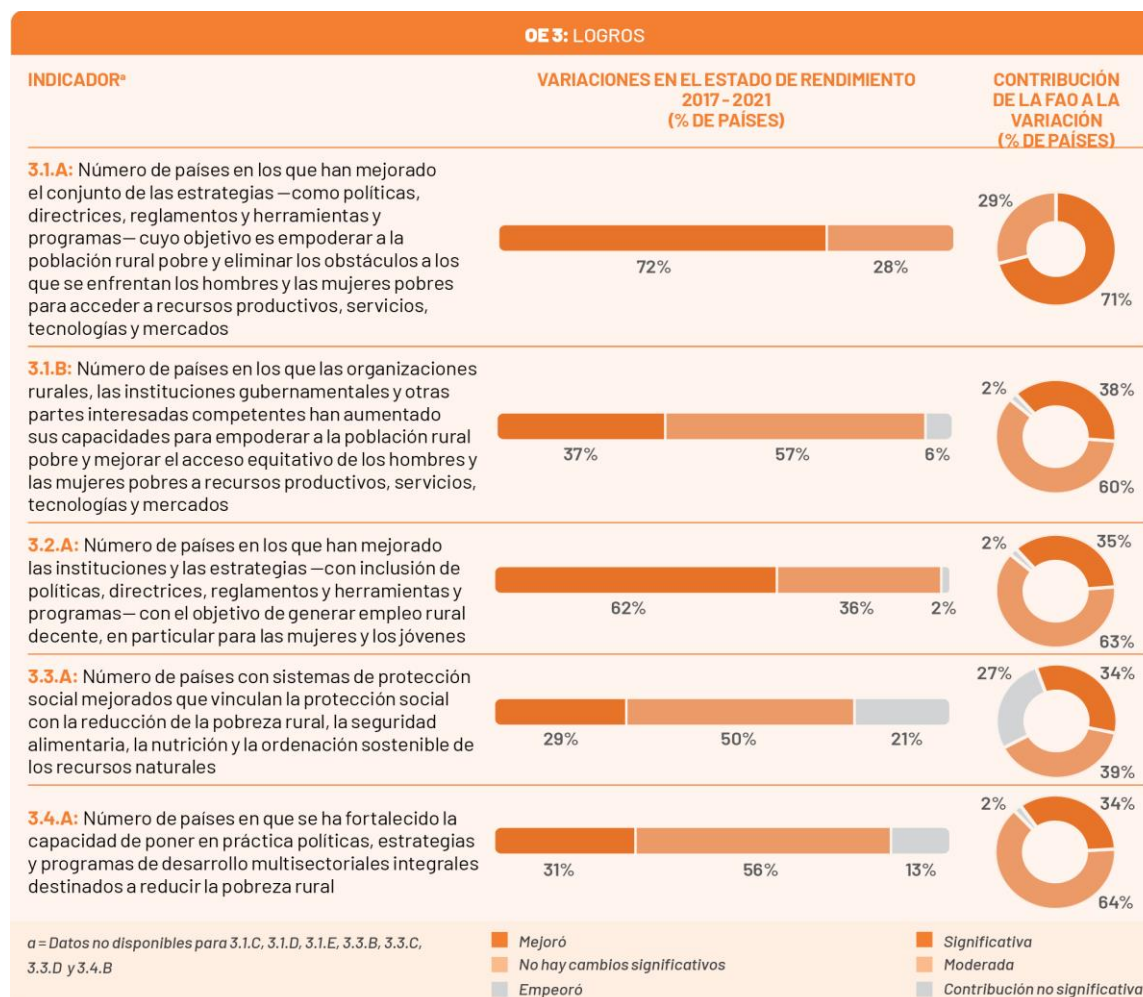 OE 3: LOGROS
INDICADORᵃ
VARIACIONES EN EL ESTADO DE RENDIMIENTO
2017 - 2021
(% DE PAÍSES)
CONTRIBUCIÓN
DE LA FAO A LA
VARIACIÓN
(% DE PAÍSES)
3.1.A: Número de países en los que han mejorado
el conjunto de las estrategias —como políticas,
directrices, reglamentos y herramientas y
programas— cuyo objetivo es empoderar a la
población rural pobre y eliminar los obstáculos a los
que se enfrentan los hombres y las mujeres pobres
para acceder a recursos productivos, servicios,
tecnologías y mercados
72% 28%
29%
71%
3.1.B: Número de países en los que las organizaciones
rurales, las instituciones gubernamentales y otras
partes interesadas competentes han aumentado
sus capacidades para empoderar a la población rural
pobre y mejorar el acceso equitativo de los hombres y
las mujeres pobres a recursos productivos, servicios,
tecnologías y mercados
37% 57% 6%
2% 38%
60%
3.2.A: Número de países en los que han mejorado
las instituciones y las estrategias —con inclusión de
políticas, directrices, reglamentos y herramientas y
programas— con el objetivo de generar empleo rural
decente, en particular para las mujeres y los jóvenes
62% 36% 2%
2% 35%
63%
3.3.A: Número de países con sistemas de protección
social mejorados que vinculan la protección social
con la reducción de la pobreza rural, la seguridad
alimentaria, la nutrición y la ordenación sostenible de
los recursos naturales
29% 50% 21%
27% 34%
39%
3.4.A: Número de países en que se ha fortalecido la
capacidad de poner en práctica políticas, estrategias
y programas de desarrollo multisectoriales integrales
destinados a reducir la pobreza rural
31% 56% 13%
2% 34%
64%
a = Datos no disponibles para 3.1.C, 3.1.D, 3.1.E, 3.3.B, 3.3.C,
3.3.D y 3.4.B
Mejoró
No hay cambios significativos
Empeoró
Significativa
Moderada
Contribución no significativa